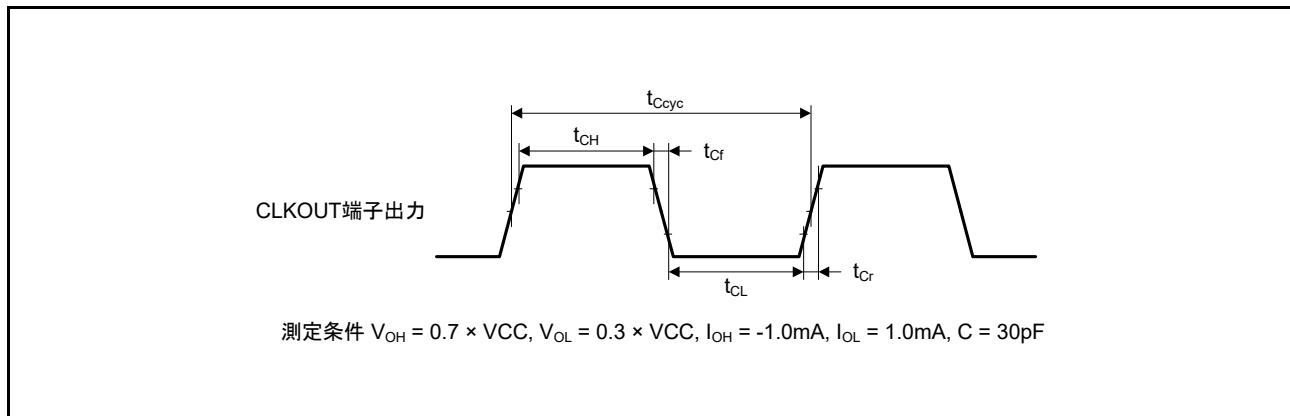 tCcyc
tCH
tCf
CLKOUT端子出力
tCL
tCr
測定条件 VOH = 0.7 × VCC, VOL = 0.3 × VCC, IOH = -1.0mA, IOL = 1.0mA, C = 30pF